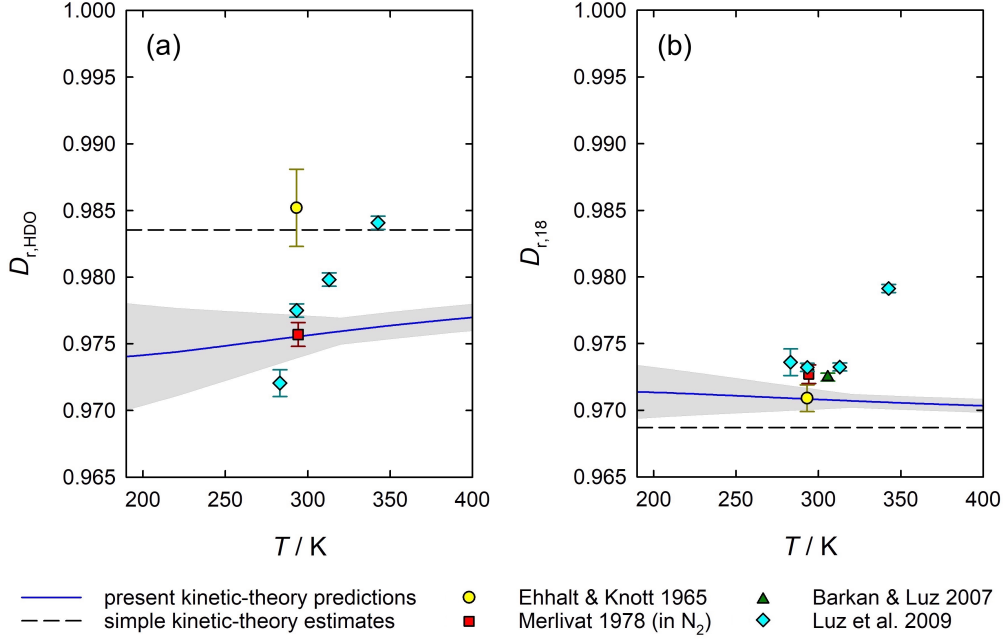 (a)
1.000
0.995
0.990
0.985
0.980
0.975
0.970
0.965
D_r,HDO
200 250 300 350 400
T / K
(b)
1.000
0.995
0.990
0.985
0.980
0.975
0.970
0.965
D_r,18
200 250 300 350 400
T / K
present kinetic-theory predictions
simple kinetic-theory estimates
Ehhalt & Knott 1965
Merlivat 1978 (in N₂)
Barkan & Luz 2007
Luz et al. 2009